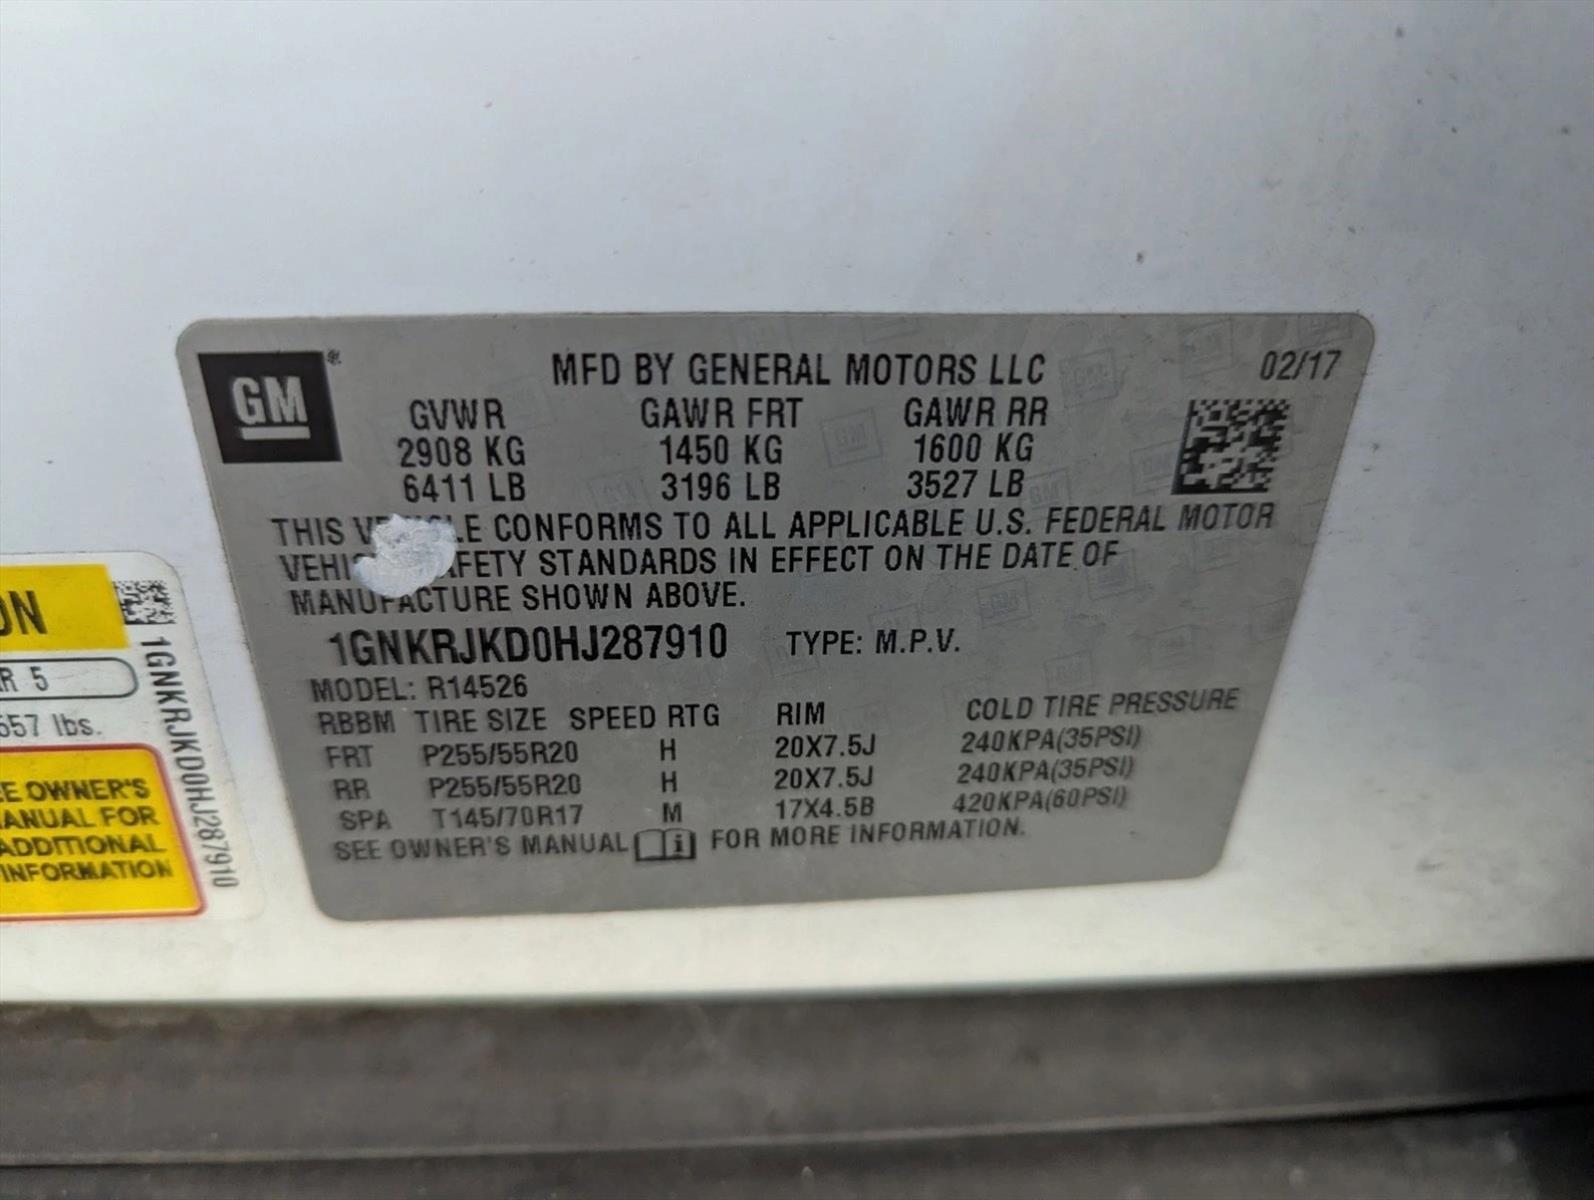 GM
MFD BY GENERAL MOTORS LLC 02/17
GVWR GAWR FRT GAWR RR
2908 KG 1450 KG 1600 KG
6411 LB 3196 LB 3527 LB
THIS CONFORMS TO ALL APPLICABLE U.S. FEDERAL MOTOR
STANDARDS IN EFFECT ON THE DATE OF
MANUFACTURE SHOWN ABOVE.
1GNKRJKD0HJ287910 TYPE: M.P.V.
MODEL: R14526
RBBM TIRE SIZE SPEED RTG RIM COLD TIRE PRESSURE
FRT P255/55R20 H 20X7.5J 240KPA(35PSI)
RR P255/55R20 H 20X7.5J 240KPA(35PSI)
SPA T145/70R17 M 17X4.5B 420KPA(60PSI)
SEE OWNER'S MANUAL i FOR MORE INFORMATION.
ON
R 5
657 lbs.
EE OWNER'S
ANUAL FOR
ADDITIONAL
INFORMATION
1GNKRJKD0HJ287910